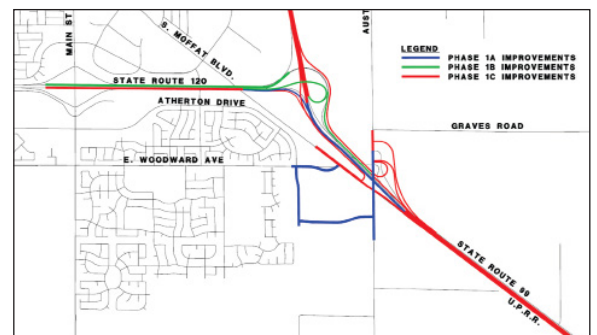 MAIN ST
S. MOFFAT BLVD.
AUST
LEGEND
PHASE 1A IMPROVEMENTS
PHASE 1B IMPROVEMENTS
PHASE 1C IMPROVEMENTS
STATE ROUTE 120
ATHERTON DRIVE
GRAVES ROAD
E. WOODWARD AVE
STATE ROUTE 99
U.P.R.R.